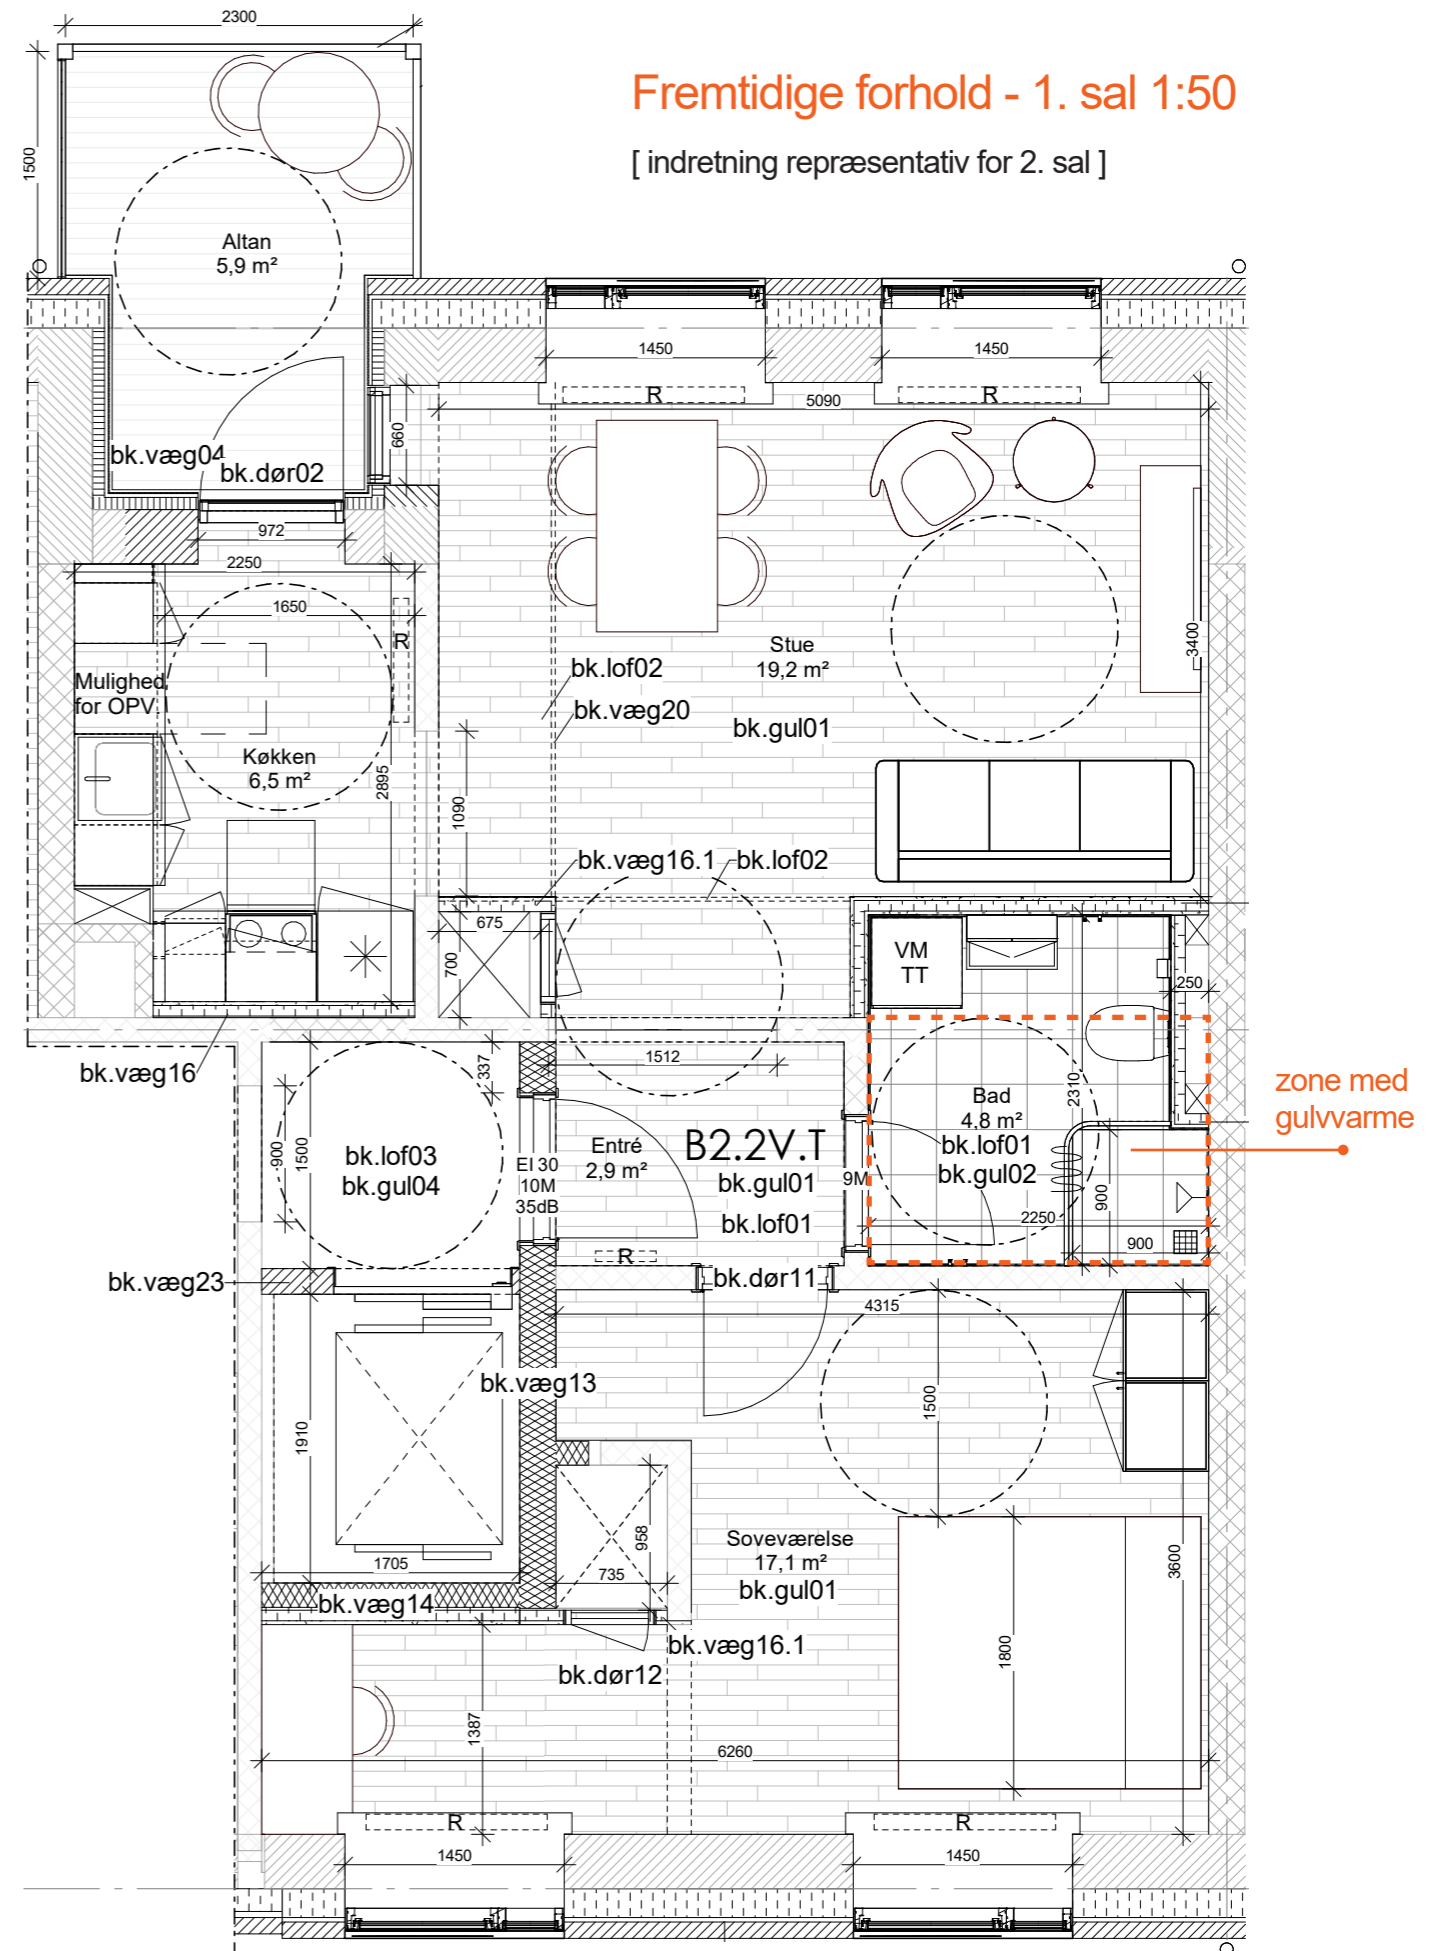 2300
Fremtidige forhold - 1. sal 1:50
[ indretning repræsentativ for 2. sal ]
1500
Altan
5,9 m²
1450
1450
R
R
5090
660
bk.væg04
bk.dør02
972
2250
1650
R
Mulighed
for OPV.
Køkken
6,5 m²
2895
1090
Stue
19,2 m²
3400
bk.lof02
bk.væg20
bk.gul01
bk.væg16.1
bk.lof02
675
700
VM
TT
250
bk.væg16
337
1512
2310
Bad
4,8 m²
bk.lof01
bk.gul02
zone med
gulvvarme
900
1500
bk.lof03
bk.gul04
EI 30
10M
35dB
Entré
2,9 m²
B2.2V.T
bk.gul01
bk.lof01
9M
900
2250
900
R
bk.væg23
bk.dør11
4315
bk.væg13
1500
1910
958
735
1705
Soveværelse
17,1 m²
bk.gul01
3600
bk.væg14
bk.væg16.1
bk.dør12
1800
1387
6260
R
R
1450
1450